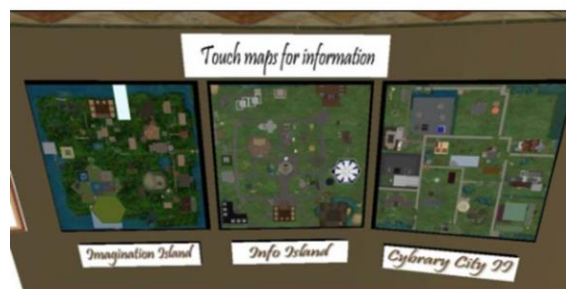 Touch maps for information
Imagination Island
Info Island
Cybrary City II